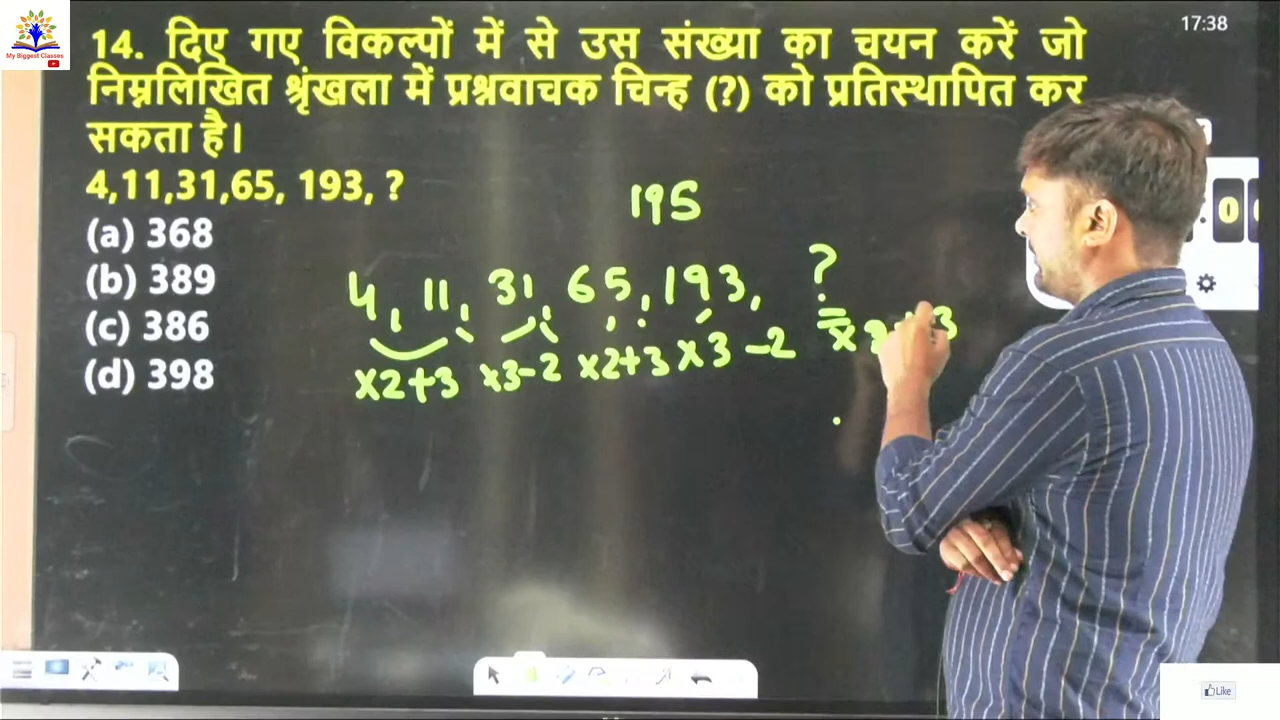 My Biggest Classes
17:38
14. दिए गए विकल्पों में से उस संख्या का चयन करें जो
निम्नलिखित श्रृंखला में प्रश्नवाचक चिन्ह (?) को प्रतिस्थापित कर
सकता है।
4,11,31,65, 193, ?
(a) 368
(b) 389
(c) 386
(d) 398
195
4, 11, 31, 65, 193, ?
x2+3 x3-2 x2+3 x3-2
Like